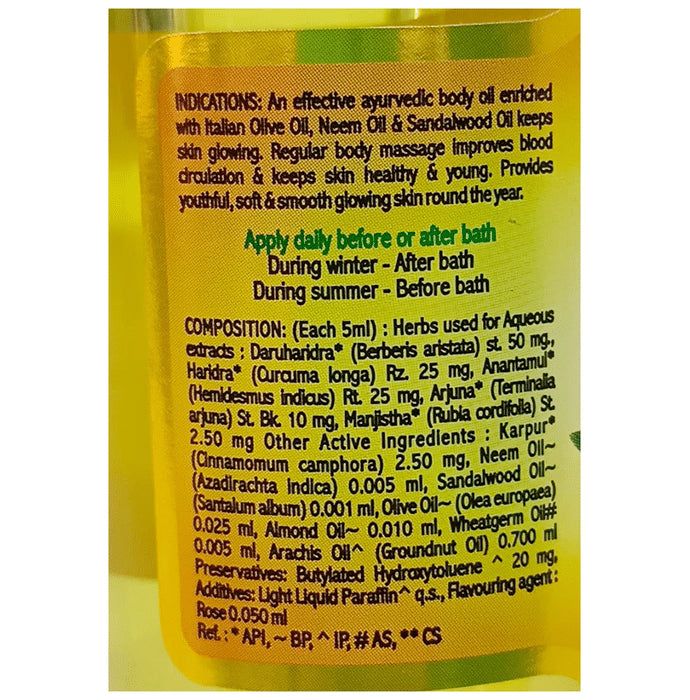 INDICATIONS: An effective ayurvedic body oil enriched
with Italian Olive Oil, Neem Oil & Sandalwood Oil keeps
skin glowing. Regular body massage improves blood
circulation & keeps skin healthy & young. Provides
youthful, soft & smooth glowing skin round the year.
Apply daily before or after bath
During winter - After bath
During summer - Before bath
COMPOSITION: (Each 5ml) : Herbs used for Aqueous
extracts : Daruharidra* (Berberis aristata) st. 50 mg.,
Haridra* (Curcuma longa) Rz. 25 mg, Anantamul*
(Hemidesmus indicus) Rt. 25 mg, Arjuna* (Terminalia
arjuna) St. Bk. 10 mg, Manjistha* (Rubia cordifolia) St.
2.50 mg Other Active Ingredients : Karpur*
(Cinnamomum camphora) 2.50 mg, Neem Oil~
(Azadirachta Indica) 0.005 ml, Sandalwood Oil~
(Santalum album) 0.001 ml, Olive Oil~ (Olea europaea)
0.025 ml, Almond Oil~ 0.010 ml, Wheatgerm Oil#
0.005 ml, Arachis Oil^ (Groundnut Oil) 0.700 ml
Preservatives: Butylated Hydroxytoluene ^ 20 mg,
Additives: Light Liquid Paraffin^ q.s., Flavouring agent :
Rose 0.050 ml
Ref. : * API, ~ BP, ^ IP, # AS, ** CS